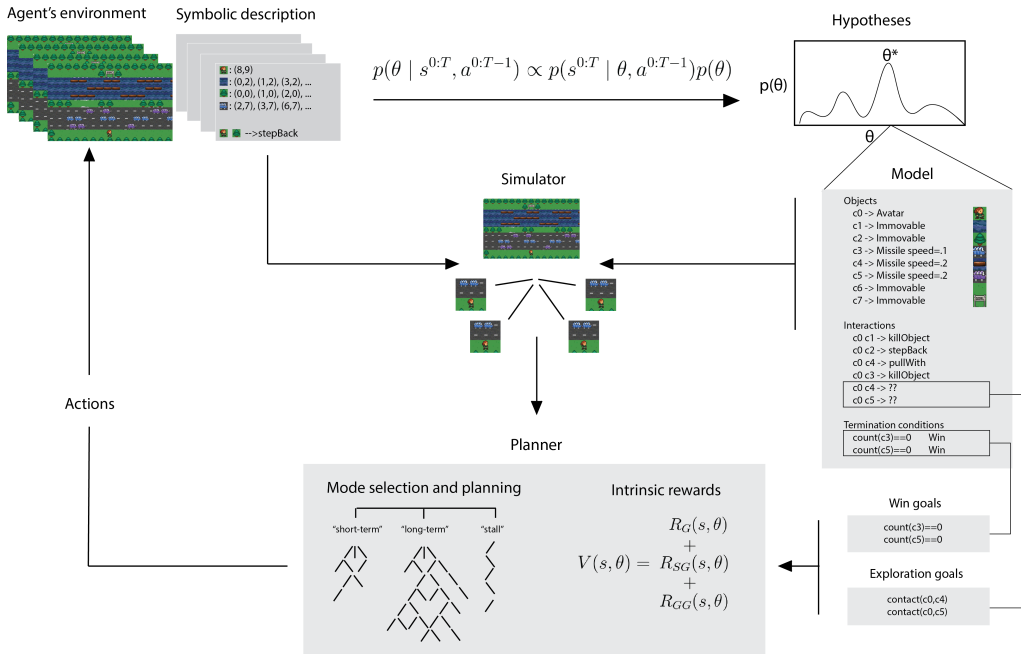 Agent's environment
Symbolic description
: (8,9)
: (0,2), (1,2) (3,2), ...
: (0,0), (1,0) (2,0), ...
: (2,7), (3,7) (6,7), ...
-->stepBack
p(θ | s^{0:T}, a^{0:T−1}) ∝ p(s^{0:T} | θ, a^{0:T−1})p(θ)
Hypotheses
θ*
p(θ)
θ
Simulator
Model
Objects
c0 -> Avatar
c1 -> Immovable
c2 -> Immovable
c3 -> Missile speed=.1
c4 -> Missile speed=.2
c5 -> Missile speed=.2
c6 -> Immovable
c7 -> Immovable
Interactions
c0 c1 -> killObject
c0 c2 -> stepBack
c0 c4 -> pullWith
c0 c3 -> killObject
c0 c4 -> ??
c0 c5 -> ??
Termination conditions
count(c3)==0 Win
count(c5)==0 Win
Actions
Planner
Mode selection and planning
"short-term" "long-term" "stall"
Intrinsic rewards
R_G(s, θ)
+
V(s, θ) = R_{SG}(s, θ)
+
R_{GG}(s, θ)
Win goals
count(c3)==0
count(c5)==0
Exploration goals
contact(c0,c4)
contact(c0,c5)